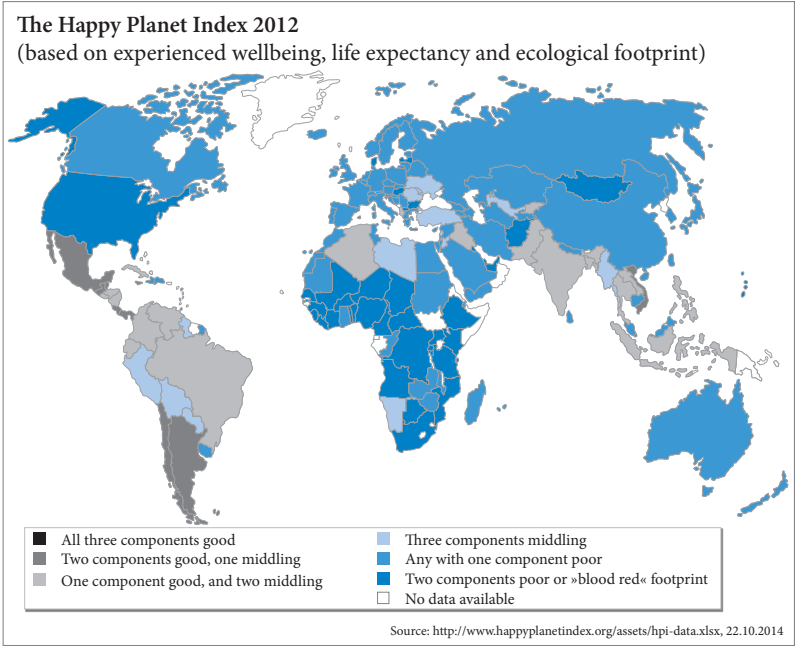 The Happy Planet Index 2012
(based on experienced wellbeing, life expectancy and ecological footprint)
All three components good
Two components good, one middling
One component good, and two middling
Three components middling
Any with one component poor
Two components poor or »blood red« footprint
No data available
Source: http://www.happyplanetindex.org/assets/hpi-data.xlsx, 22.10.2014